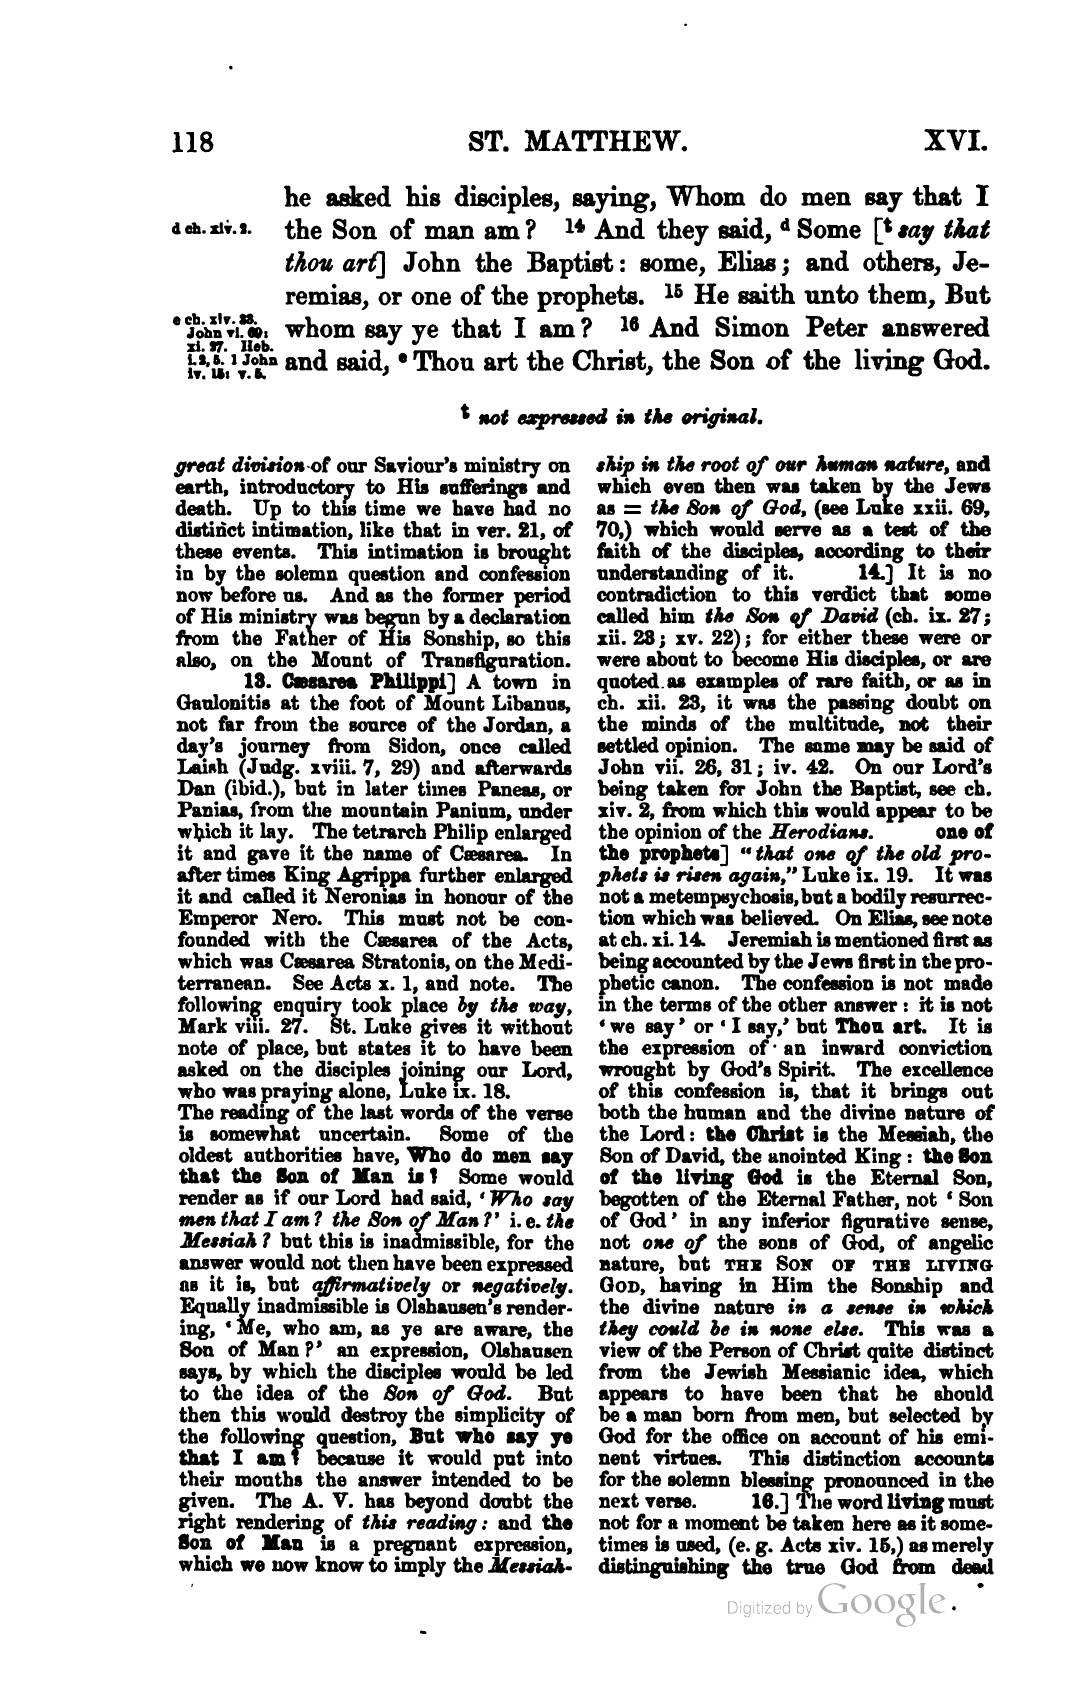 118 ST. MATTHEW. XVI.
he asked his disciples, saying, Whom do men say that I
d ch. xiv. 2. the Son of man am? 14 And they said, d Some [t say that
thou art] John the Baptist: some, Elias; and others, Je-
remias, or one of the prophets. 15 He saith unto them, But
e ch. xiv. 33.
John vi. 69:
xi. 27. Heb.
i. 2, 5. 1 John
iv. 15: v. 5.
whom say ye that I am? 16 And Simon Peter answered
and said, e Thou art the Christ, the Son of the living God.
t not expressed in the original.
great division of our Saviour's ministry on
earth, introductory to His sufferings and
death. Up to this time we have had no
distinct intimation, like that in ver. 21, of
these events. This intimation is brought
in by the solemn question and confession
now before us. And as the former period
of His ministry was begun by a declaration
from the Father of His Sonship, so this
also, on the Mount of Transfiguration.
13. Cæsarea Philippi] A town in
Gaulonitis at the foot of Mount Libanus,
not far from the source of the Jordan, a
day's journey from Sidon, once called
Laish (Judg. xviii. 7, 29) and afterwards
Dan (ibid.), but in later times Paneas, or
Panias, from the mountain Panium, under
which it lay. The tetrarch Philip enlarged
it and gave it the name of Cæsarea. In
after times King Agrippa further enlarged
it and called it Neronias in honour of the
Emperor Nero. This must not be con-
founded with the Cæsarea of the Acts,
which was Cæsarea Stratonis, on the Medi-
terranean. See Acts x. 1, and note. The
following enquiry took place by the way,
Mark viii. 27. St. Luke gives it without
note of place, but states it to have been
asked on the disciples joining our Lord,
who was praying alone, Luke ix. 18.
The reading of the last words of the verse
is somewhat uncertain. Some of the
oldest authorities have, Who do men say
that the Son of Man is? Some would
render as if our Lord had said, 'Who say
men that I am? the Son of Man?' i. e. the
Messiah? but this is inadmissible, for the
answer would not then have been expressed
as it is, but affirmatively or negatively.
Equally inadmissible is Olshausen's render-
ing, 'Me, who am, as ye are aware, the
Son of Man?' an expression, Olshausen
says, by which the disciples would be led
to the idea of the Son of God. But
then this would destroy the simplicity of
the following question, But who say ye
that I am? because it would put into
their mouths the answer intended to be
given. The A. V. has beyond doubt the
right rendering of this reading: and the
Son of Man is a pregnant expression,
which we now know to imply the Messiah-
ship in the root of our human nature, and
which even then was taken by the Jews
as = the Son of God, (see Luke xxii. 69,
70,) which would serve as a test of the
faith of the disciples, according to their
understanding of it. 14.] It is no
contradiction to this verdict that some
called him the Son of David (ch. ix. 27;
xii. 23; xv. 22); for either these were or
were about to become His disciples, or are
quoted as examples of rare faith, or as in
ch. xii. 23, it was the passing doubt on
the minds of the multitude, not their
settled opinion. The same may be said of
John vii. 26, 31; iv. 42. On our Lord's
being taken for John the Baptist, see ch.
xiv. 2, from which this would appear to be
the opinion of the Herodians. one of
the prophets] "that one of the old pro-
phets is risen again," Luke ix. 19. It was
not a metempsychosis, but a bodily resurrec-
tion which was believed. On Elias, see note
at ch. xi. 14. Jeremiah is mentioned first as
being accounted by the Jews first in the pro-
phetic canon. The confession is not made
in the terms of the other answer: it is not
'we say' or 'I say,' but Thou art. It is
the expression of an inward conviction
wrought by God's Spirit. The excellence
of this confession is, that it brings out
both the human and the divine nature of
the Lord: the Christ is the Messiah, the
Son of David, the anointed King: the Son
of the living God is the Eternal Son,
begotten of the Eternal Father, not 'Son
of God' in any inferior figurative sense,
not one of the sons of God, of angelic
nature, but THE SON OF THE LIVING
GOD, having in Him the Sonship and
the divine nature in a sense in which
they could be in none else. This was a
view of the Person of Christ quite distinct
from the Jewish Messianic idea, which
appears to have been that he should
be a man born from men, but selected by
God for the office on account of his emi-
nent virtues. This distinction accounts
for the solemn blessing pronounced in the
next verse. 16.] The word living must
not for a moment be taken here as it some-
times is used, (e. g. Acts xiv. 15,) as merely
distinguishing the true God from dead
Digitized by Google